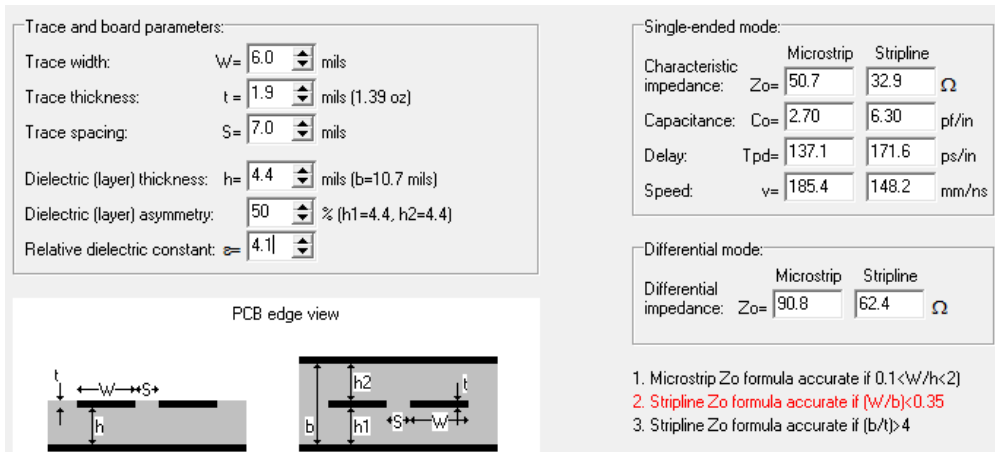 Trace and board parameters:
Trace width: W= 6.0 mils
Trace thickness: t = 1.9 mils (1.39 oz)
Trace spacing: S= 7.0 mils
Dielectric (layer) thickness: h= 4.4 mils (b=10.7 mils)
Dielectric (layer) asymmetry: 50 % (h1=4.4, h2=4.4)
Relative dielectric constant: ε= 4.1
PCB edge view
t W S h
b h2 h1 S W t
Single-ended mode:
Microstrip Stripline
Characteristic
impedance: Zo= 50.7 32.9 Ω
Capacitance: Co= 2.70 6.30 pf/in
Delay: Tpd= 137.1 171.6 ps/in
Speed: v= 185.4 148.2 mm/ns
Differential mode:
Microstrip Stripline
Differential
impedance: Zo= 90.8 62.4 Ω
1. Microstrip Zo formula accurate if 0.1<W/h<2)
2. Stripline Zo formula accurate if (W/b)<0.35
3. Stripline Zo formula accurate if (b/t)>4